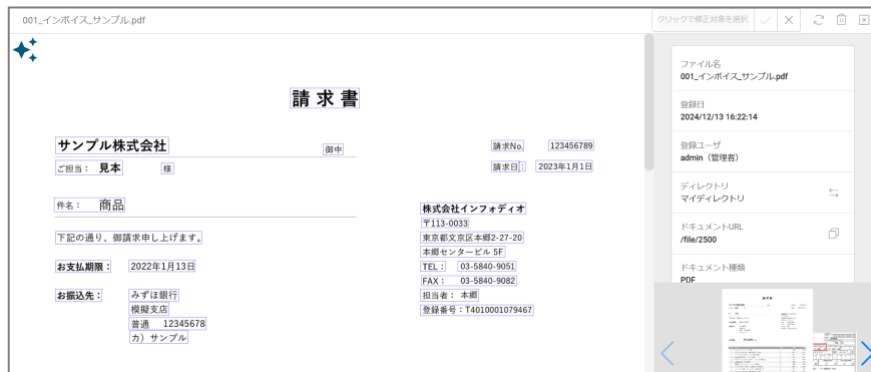 001_インボイス_サンプル.pdf
クリックで修正対象を選択
請求書
サンプル株式会社 御中
ご担当： 見本 様
件名： 商品
下記の通り、御請求申し上げます。
お支払期限： 2022年1月13日
お振込先： みずほ銀行
模擬支店
普通 12345678
カ）サンプル
請求No. 123456789
請求日： 2023年1月1日
株式会社インフォディオ
〒113-0033
東京都文京区本郷2-27-20
本郷センタービル 5F
TEL： 03-5840-9051
FAX： 03-5840-9082
担当者： 本郷
登録番号：T4010001079467
ファイル名
001_インボイス_サンプル.pdf
登録日
2024/12/13 16:22:14
登録ユーザ
admin（管理者）
ディレクトリ
マイディレクトリ
ドキュメントURL
/file/2500
ドキュメント種類
PDF